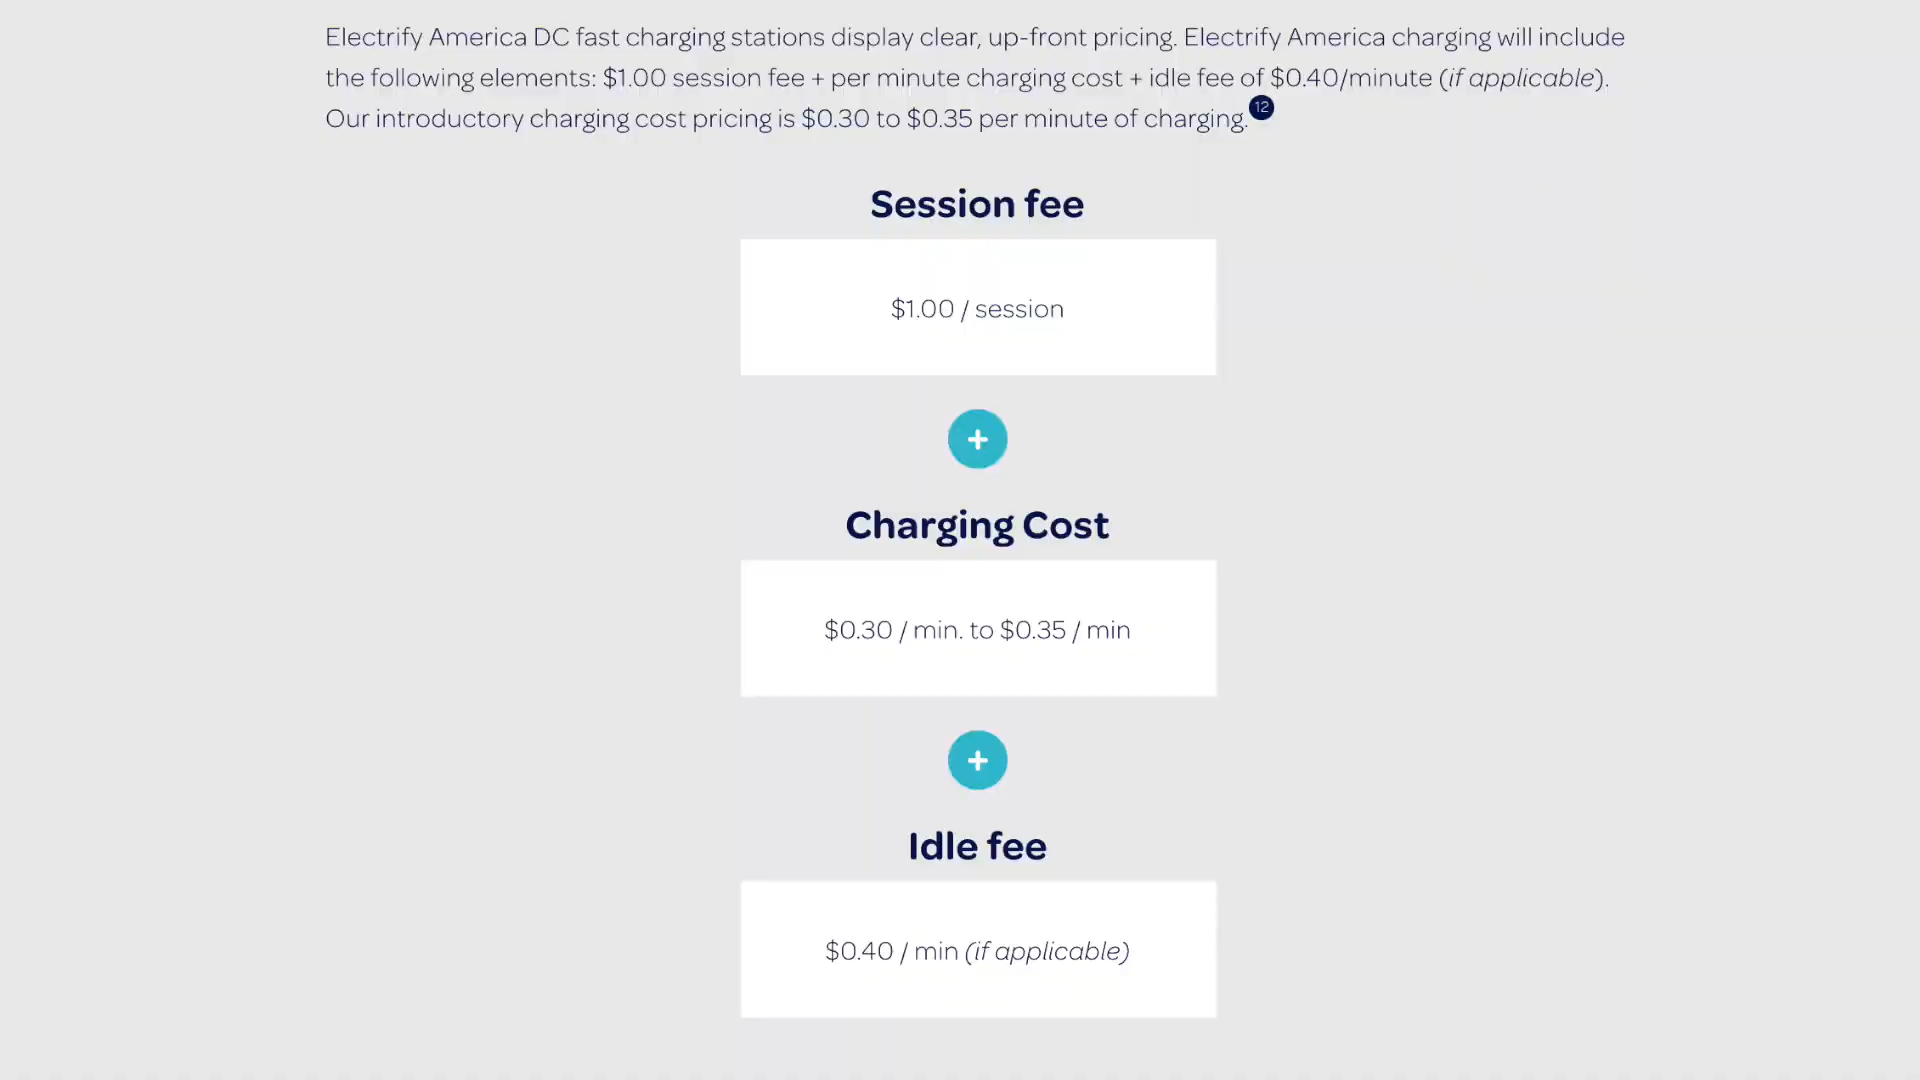 Electrify America DC fast charging stations display clear, up-front pricing. Electrify America charging will include
the following elements: $1.00 session fee + per minute charging cost + idle fee of $0.40/minute (if applicable).
Our introductory charging cost pricing is $0.30 to $0.35 per minute of charging. 12
Session fee
$1.00 / session
+
Charging Cost
$0.30 / min. to $0.35 / min
+
Idle fee
$0.40 / min (if applicable)